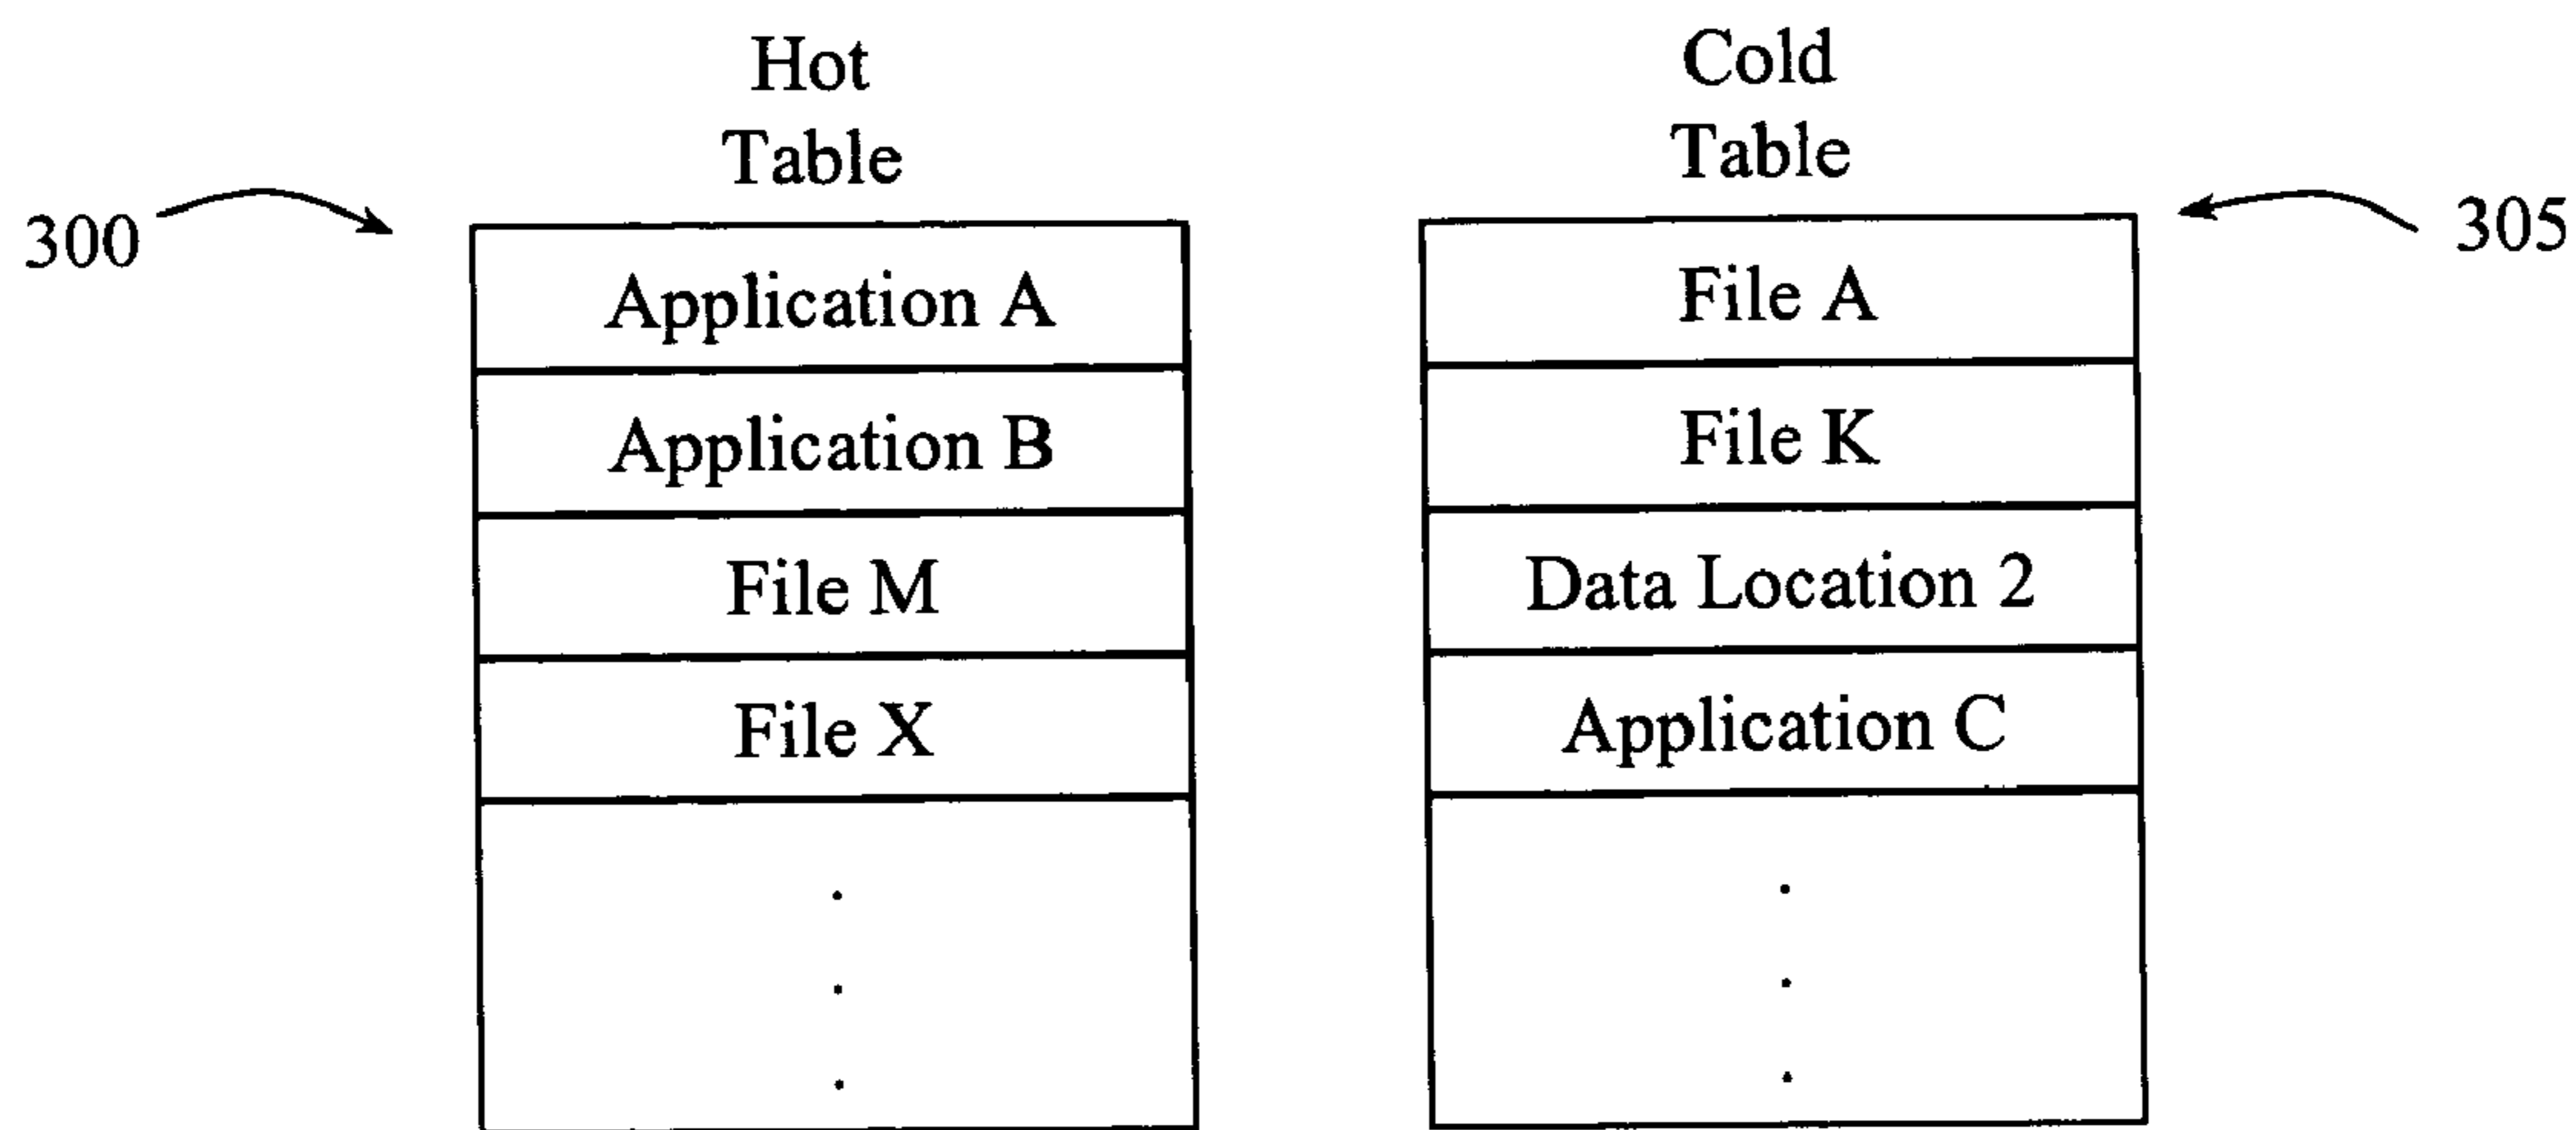 Hot
Table
Cold
Table
300
305
Application A
Application B
File M
File X
.
.
.
File A
File K
Data Location 2
Application C
.
.
.